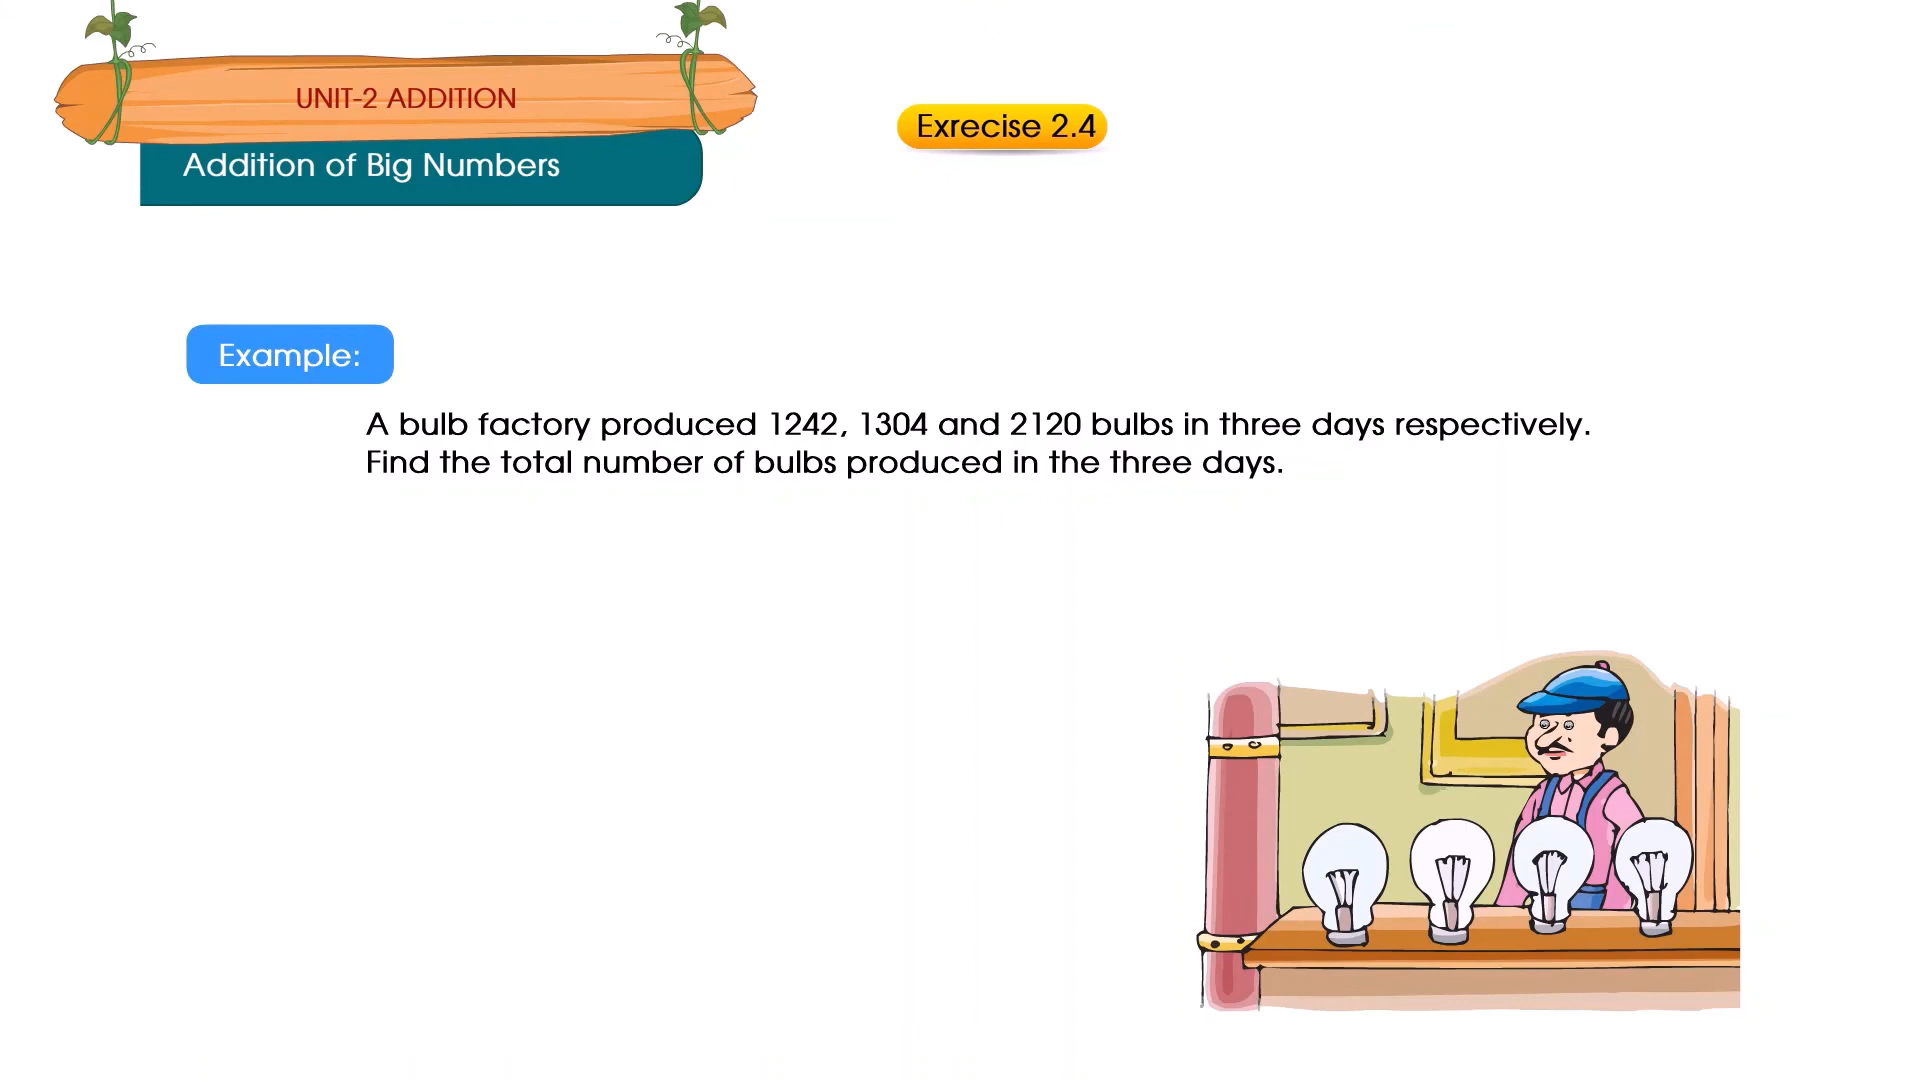 UNIT-2 ADDITION
Addition of Big Numbers
Exrecise 2.4
Example:
A bulb factory produced 1242, 1304 and 2120 bulbs in three days respectively.
Find the total number of bulbs produced in the three days.